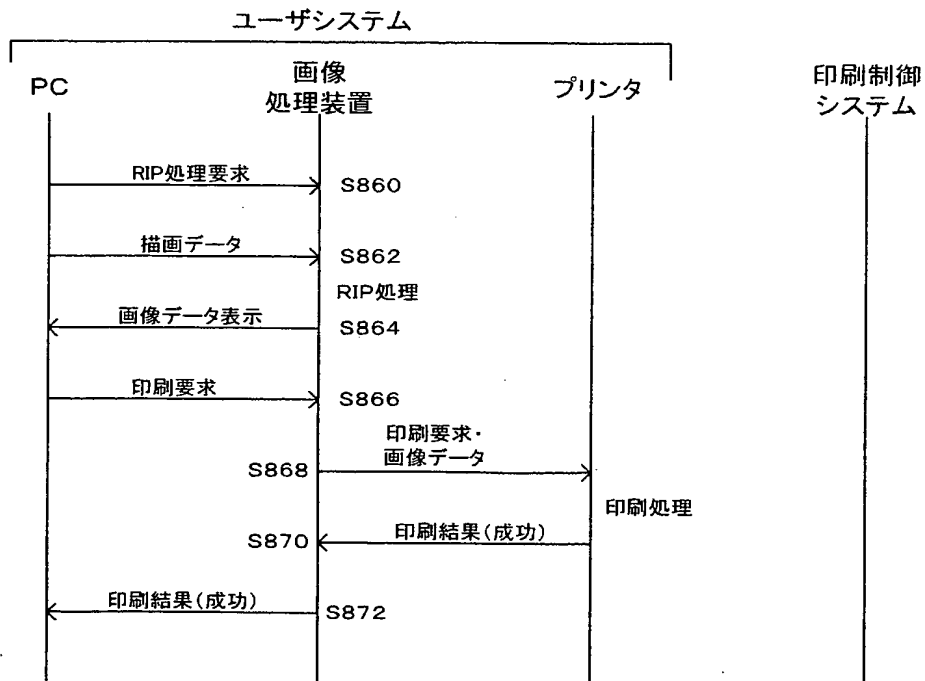 ユーザシステム
PC
画像
処理装置
プリンタ
印刷制御
システム
RIP処理要求
S860
描画データ
S862
RIP処理
画像データ表示
S864
印刷要求
S866
印刷要求・
画像データ
S868
印刷処理
印刷結果(成功)
S870
印刷結果(成功)
S872